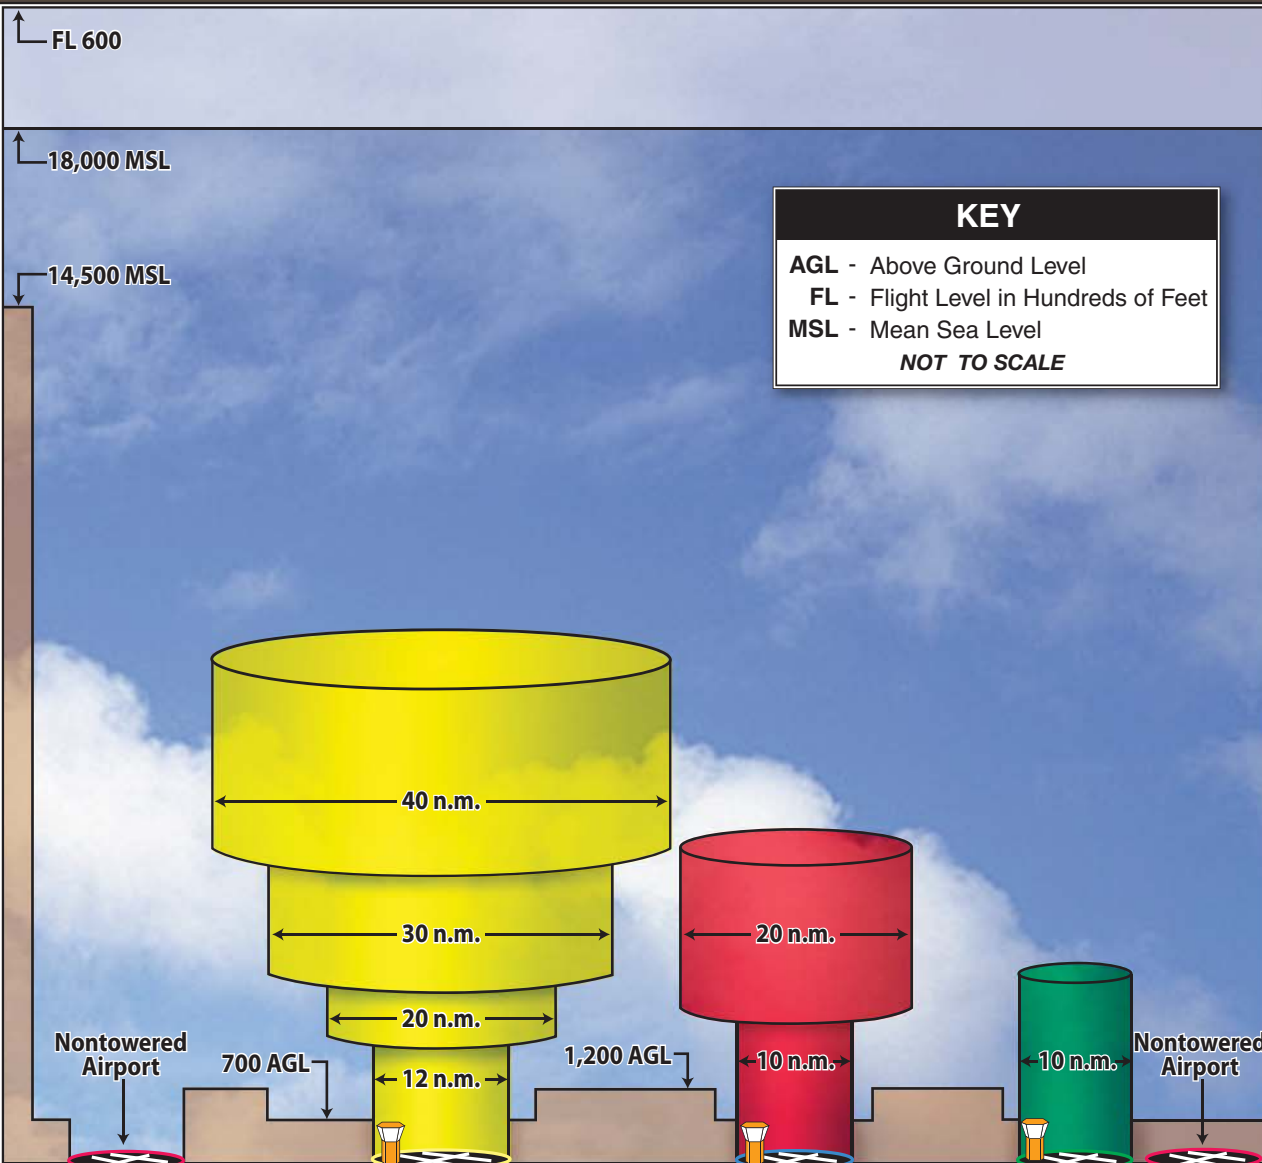 FL 600
18,000 MSL
14,500 MSL
KEY
AGL - Above Ground Level
FL - Flight Level in Hundreds of Feet
MSL - Mean Sea Level
NOT TO SCALE
40 n.m.
30 n.m.
20 n.m.
20 n.m.
Nontowered
Airport
700 AGL
12 n.m.
1,200 AGL
10 n.m.
10 n.m.
Nontowered
Airport